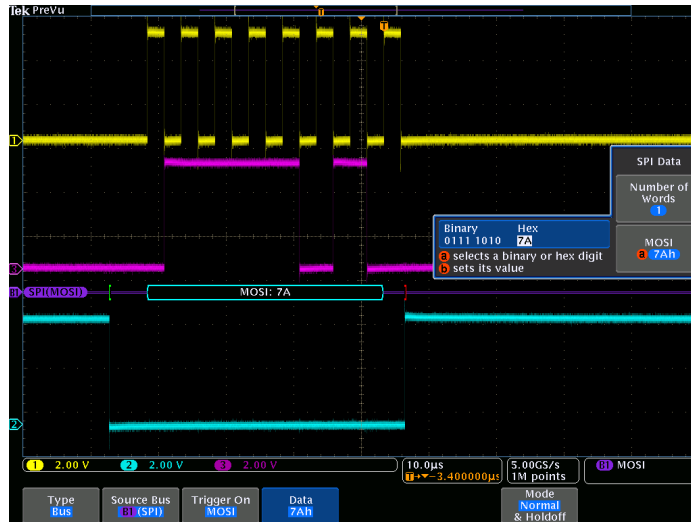 Tek PreVu
T
T
1
SPI Data
Number of
Words
1
Binary Hex
0111 1010 7A
MOSI
a 7Ah
a selects a binary or hex digit
b sets its value
3
B1 SPI(MOSI) MOSI: 7A
2
1 2.00 V 2 2.00 V 3 2.00 V 10.0µs 5.00GS/s B1 MOSI
T→▼−3.400000µs 1M points
Type
Bus
Source Bus
B1 (SPI)
Trigger On
MOSI
Data
7Ah
Mode
Normal
& Holdoff